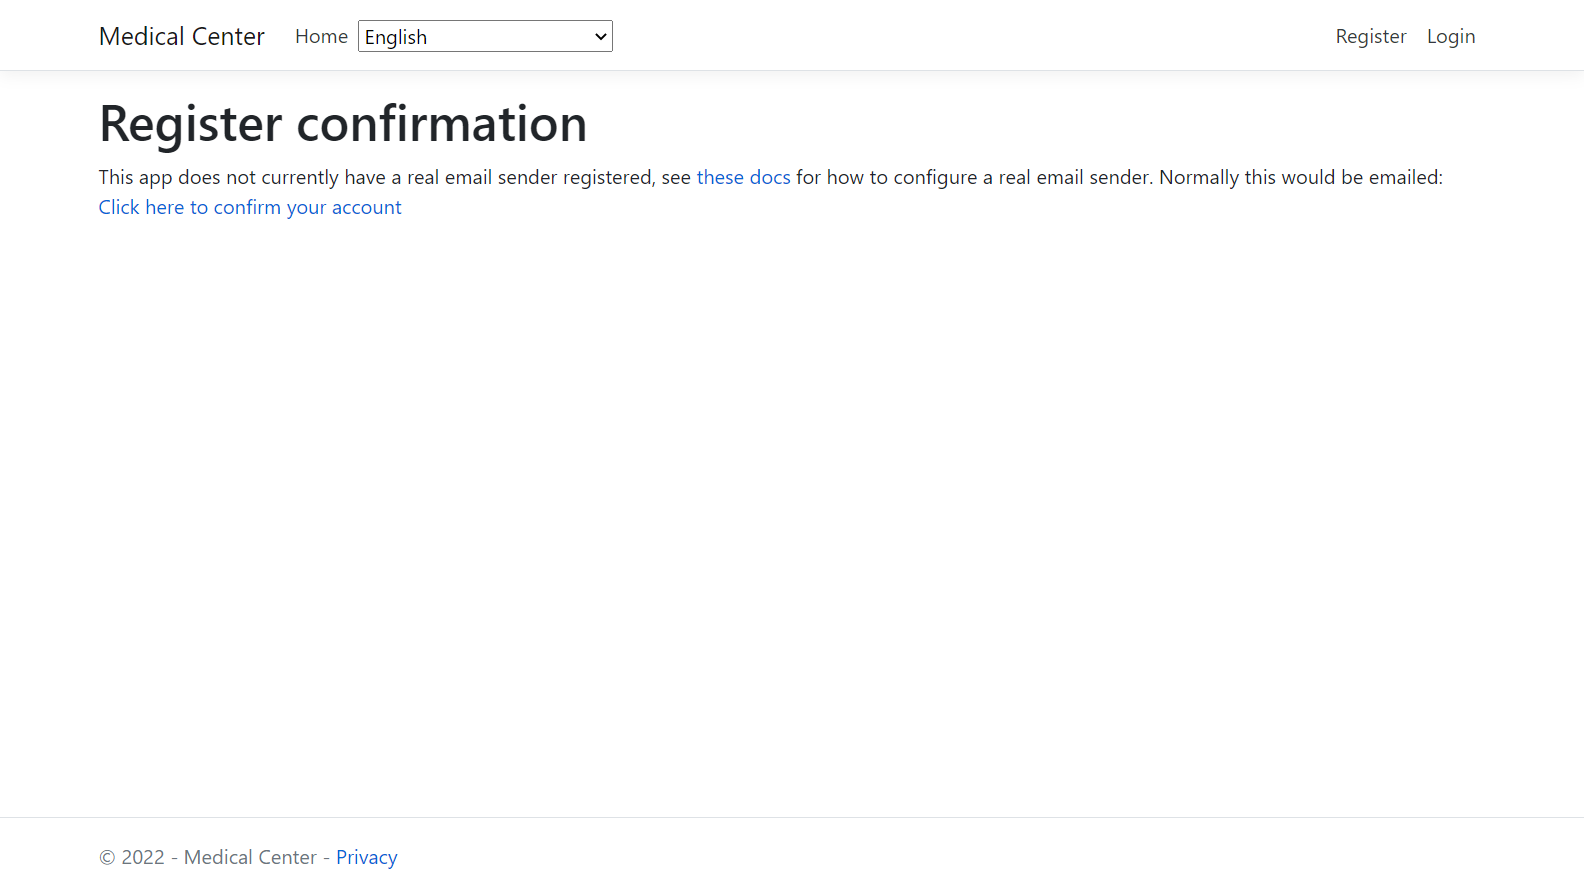 Medical Center Home English Register Login
Register confirmation
This app does not currently have a real email sender registered, see these docs for how to configure a real email sender. Normally this would be emailed:
Click here to confirm your account
© 2022 - Medical Center - Privacy